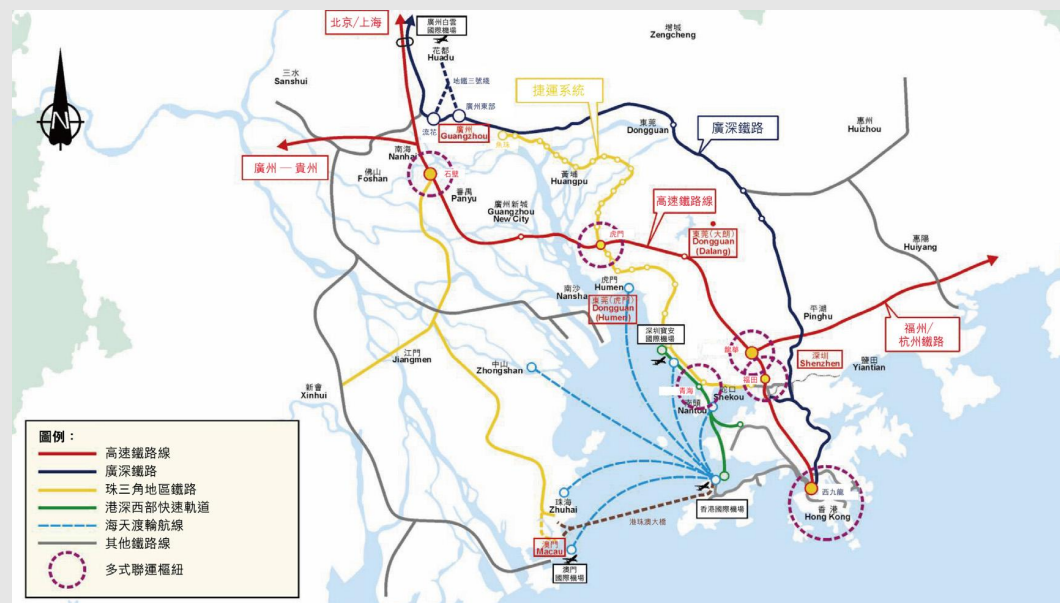 北京/上海
廣州白雲
國際機場
花都
Huadu
增城
Zengcheng
三水
Sanshui
地鐵三號綫
捷運系統
廣州東部
流花
廣州
Guangzhou
魚珠
東莞
Dongguan
廣深鐵路
惠州
Huizhou
南海
Nanhai
廣州 — 貴州
佛山
Foshan
石壁
番禺
Panyu
黃埔
Huangpu
廣州新城
Guangzhou
New City
高速鐵路線
虎門
東莞(大朗)
Dongguan
(Dalang)
惠陽
Huiyang
南沙
Nansha
虎門
Humen
東莞(虎門)
Dongguan
(Humen)
平湖
Pinghu
深圳寶安
國際機場
福州/
杭州鐵路
龍華
深圳
Shenzhen
鹽田
Yiantian
江門
Jiangmen
中山
Zhongshan
福田
新會
Xinhui
前海
南頭
Nantou
蛇口
Shekou
圖例：
高速鐵路線
廣深鐵路
珠三角地區鐵路
港深西部快速軌道
海天渡輪航線
其他鐵路線
多式聯運樞紐
珠海
Zhuhai
港珠澳大橋
香港國際機場
西九龍
香港
Hong Kong
澳門
Macau
澳門
國際機場
N